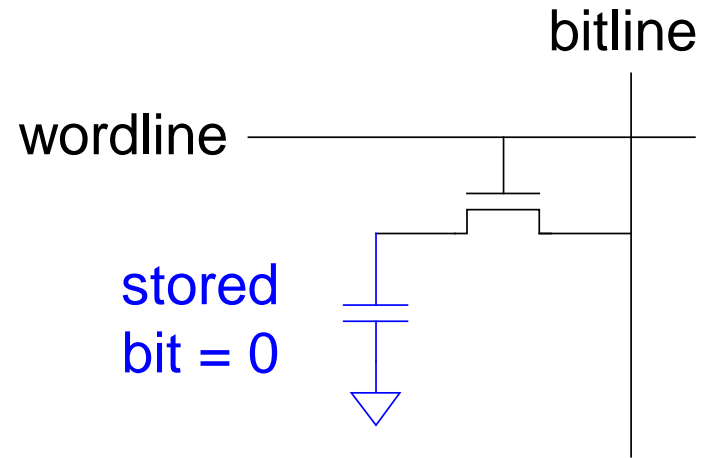 bitline
wordline
stored
bit = 0